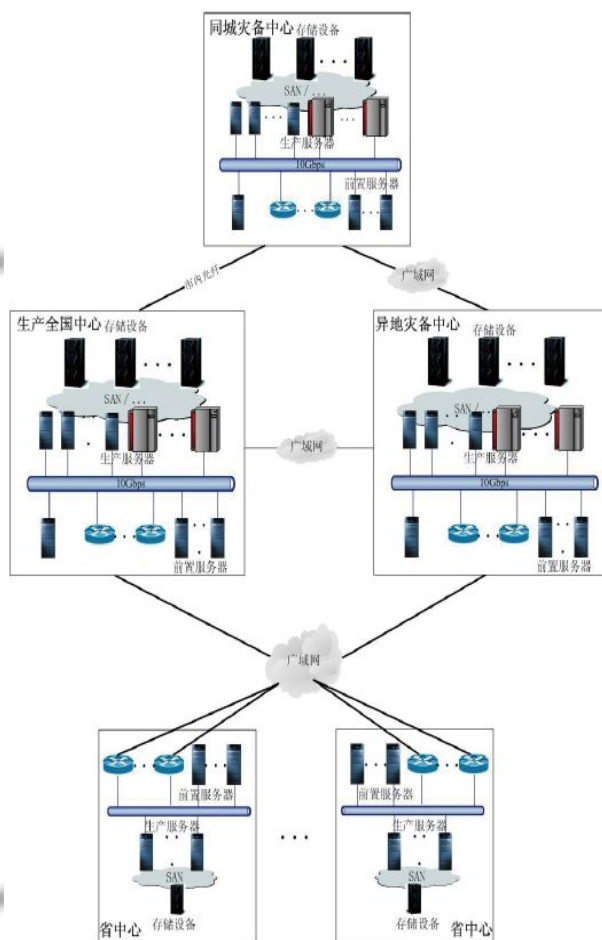 同城灾备中心
存储设备
SAN/...
生产服务器
10Gbps
前置服务器
市内光纤
广域网
生产全国中心
存储设备
SAN/...
生产服务器
10Gbps
前置服务器
广域网
异地灾备中心
存储设备
SAN/...
生产服务器
10Gbps
前置服务器
广域网
前置服务器
生产服务器
SAN
存储设备
省中心
...
前置服务器
生产服务器
SAN
存储设备
省中心